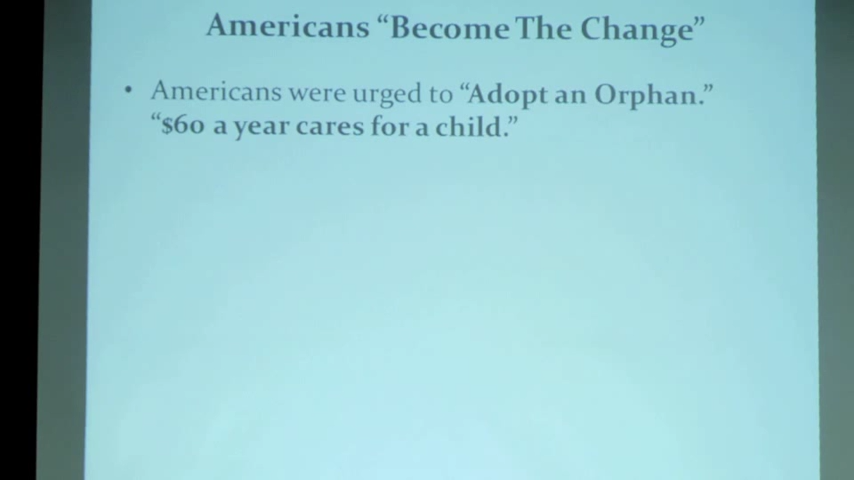 Americans “Become The Change”
• Americans were urged to “Adopt an Orphan.”
“$60 a year cares for a child.”